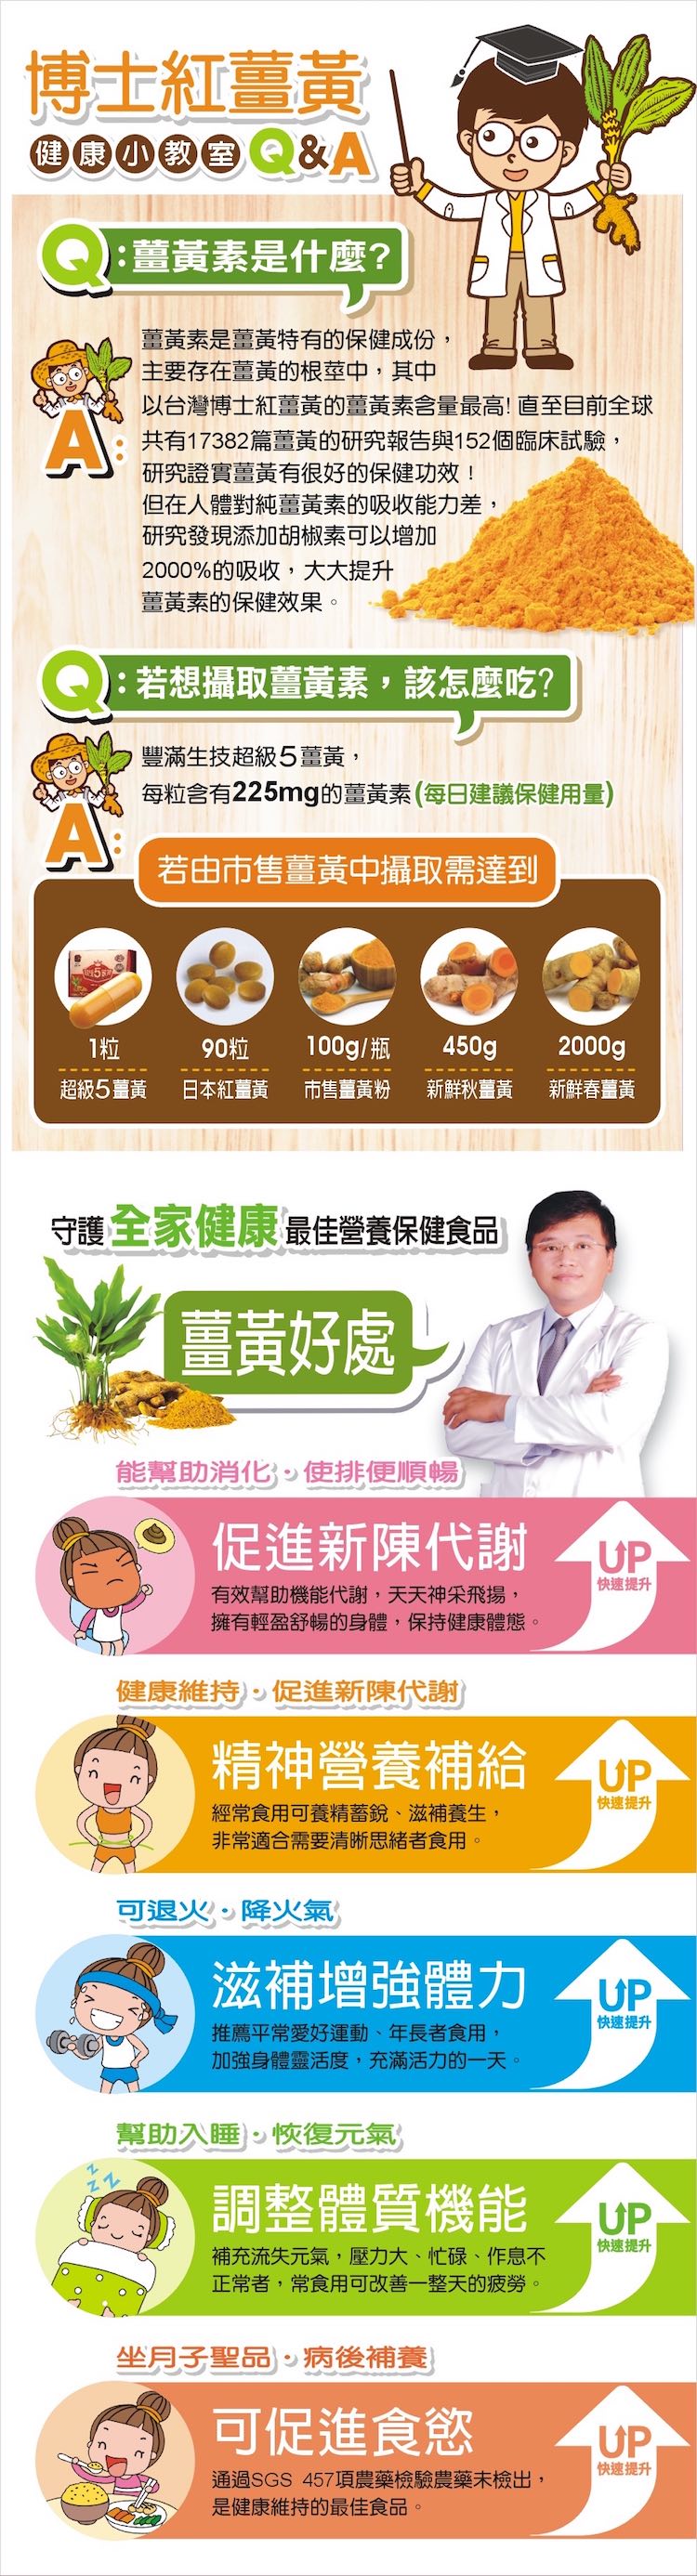 博士紅薑黃
健康小教室Q&A
Q:薑黃素是什麼?
A:
薑黃素是薑黃特有的保健成份，
主要存在薑黃的根莖中，其中
以台灣博士紅薑黃的薑黃素含量最高! 直至目前全球
共有17382篇薑黃的研究報告與152個臨床試驗，
研究證實薑黃有很好的保健功效！
但在人體對純薑黃素的吸收能力差，
研究發現添加胡椒素可以增加
2000%的吸收，大大提升
薑黃素的保健效果。
Q:若想攝取薑黃素，該怎麼吃?
A:
豐滿生技超級5薑黃，
每粒含有225mg的薑黃素(每日建議保健用量)
若由市售薑黃中攝取需達到
1粒 90粒 100g/瓶 450g 2000g
超級5薑黃 日本紅薑黃 市售薑黃粉 新鮮秋薑黃 新鮮春薑黃
守護 全家健康 最佳營養保健食品
薑黃好處
能幫助消化．使排便順暢
促進新陳代謝
有效幫助機能代謝，天天神采飛揚，
擁有輕盈舒暢的身體，保持健康體態。
UP
快速提升
健康維持．促進新陳代謝
精神營養補給
經常食用可養精蓄銳、滋補養生，
非常適合需要清晰思緒者食用。
UP
快速提升
可退火．降火氣
滋補增強體力
推薦平常愛好運動、年長者食用，
加強身體靈活度，充滿活力的一天。
UP
快速提升
幫助入睡．恢復元氣
調整體質機能
補充流失元氣，壓力大、忙碌、作息不
正常者，常食用可改善一整天的疲勞。
UP
快速提升
坐月子聖品．病後補養
可促進食慾
通過SGS 457項農藥檢驗農藥未檢出，
是健康維持的最佳食品。
UP
快速提升